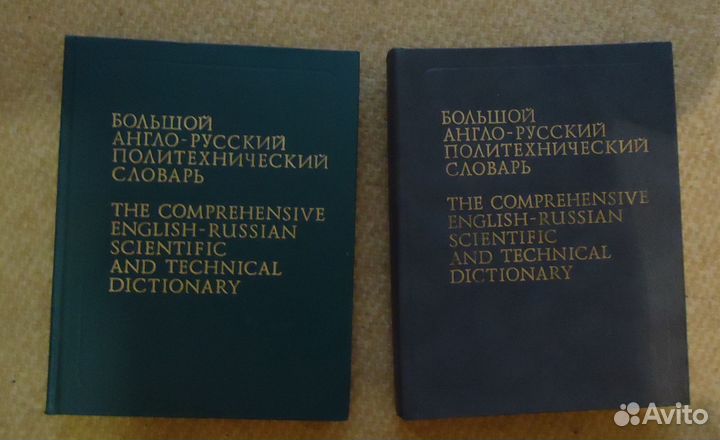 БОЛЬШОЙ
АНГЛО-РУССКИЙ
ПОЛИТЕХНИЧЕСКИЙ
СЛОВАРЬ
THE COMPREHENSIVE
ENGLISH-RUSSIAN
SCIENTIFIC
AND TECHNICAL
DICTIONARY
БОЛЬШОЙ
АНГЛО-РУССКИЙ
ПОЛИТЕХНИЧЕСКИЙ
СЛОВАРЬ
THE COMPREHENSIVE
ENGLISH-RUSSIAN
SCIENTIFIC
AND TECHNICAL
DICTIONARY
Avito